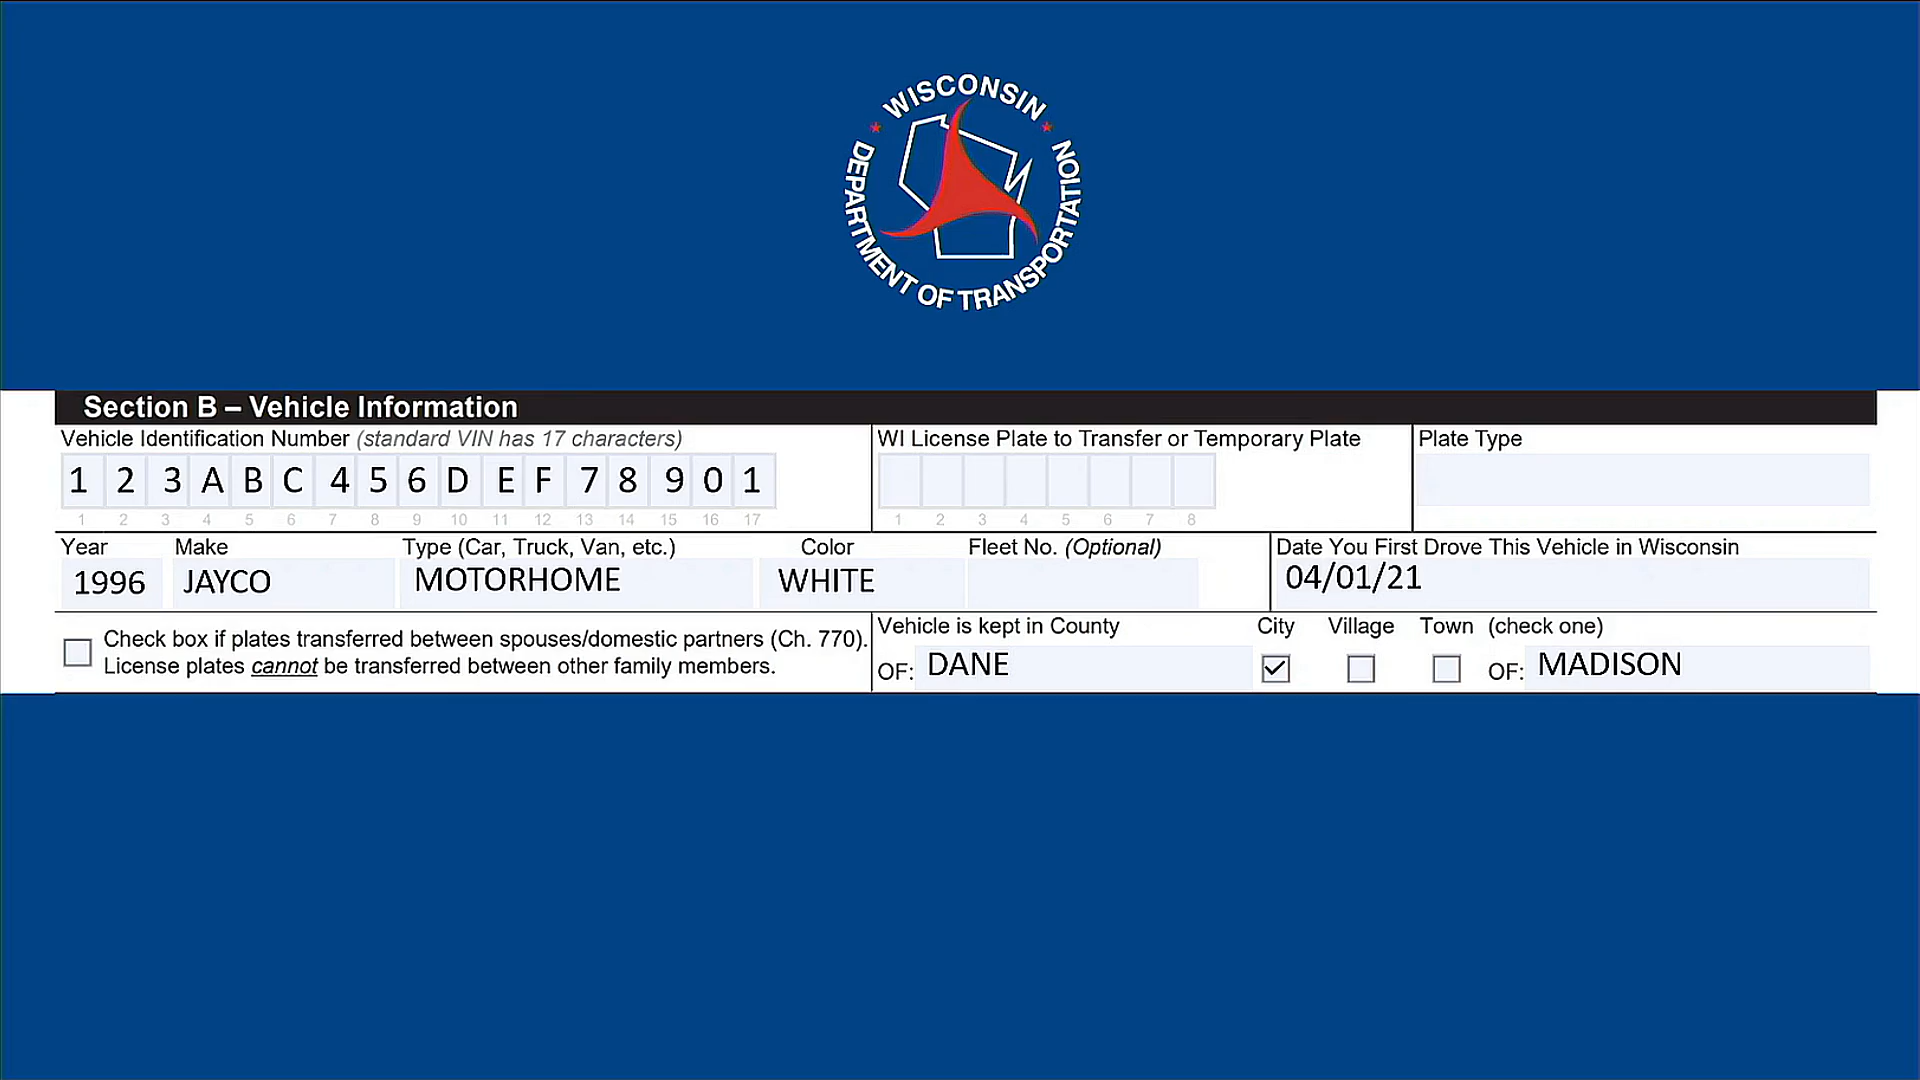 WISCONSIN
DEPARTMENT OF TRANSPORTATION
Section B – Vehicle Information
Vehicle Identification Number (standard VIN has 17 characters)
WI License Plate to Transfer or Temporary Plate
Plate Type
1 2 3 A B C 4 5 6 D E F 7 8 9 0 1
1 2 3 4 5 6 7 8 9 10 11 12 13 14 15 16 17
1 2 3 4 5 6 7 8
Year Make Type (Car, Truck, Van, etc.) Color Fleet No. (Optional)
Date You First Drove This Vehicle in Wisconsin
1996 JAYCO MOTORHOME WHITE
04/01/21
Check box if plates transferred between spouses/domestic partners (Ch. 770).
License plates cannot be transferred between other family members.
Vehicle is kept in County City Village Town (check one)
OF: DANE OF: MADISON